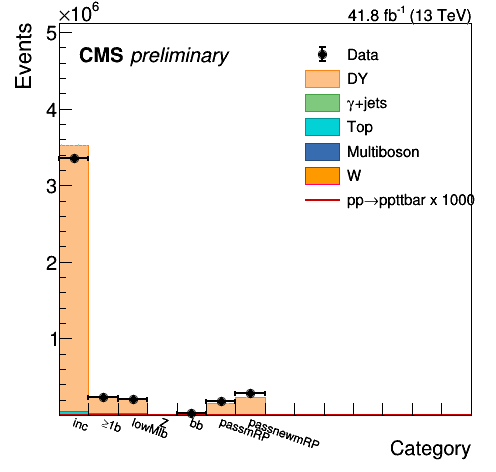 ×10⁶
41.8 fb⁻¹ (13 TeV)
Events
CMS preliminary
Data
DY
γ+jets
Top
Multiboson
W
pp→ppttbar x 1000
5
4
3
2
1
inc
≥1b
lowMlb
Z
bb
passmRP
passnewmRP
Category